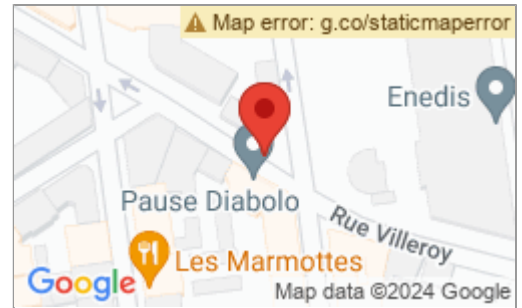 Map error: g.co/staticmaperror
Enedis
Pause Diabolo
Rue Villeroy
Les Marmottes
Google
Map data ©2024 Google